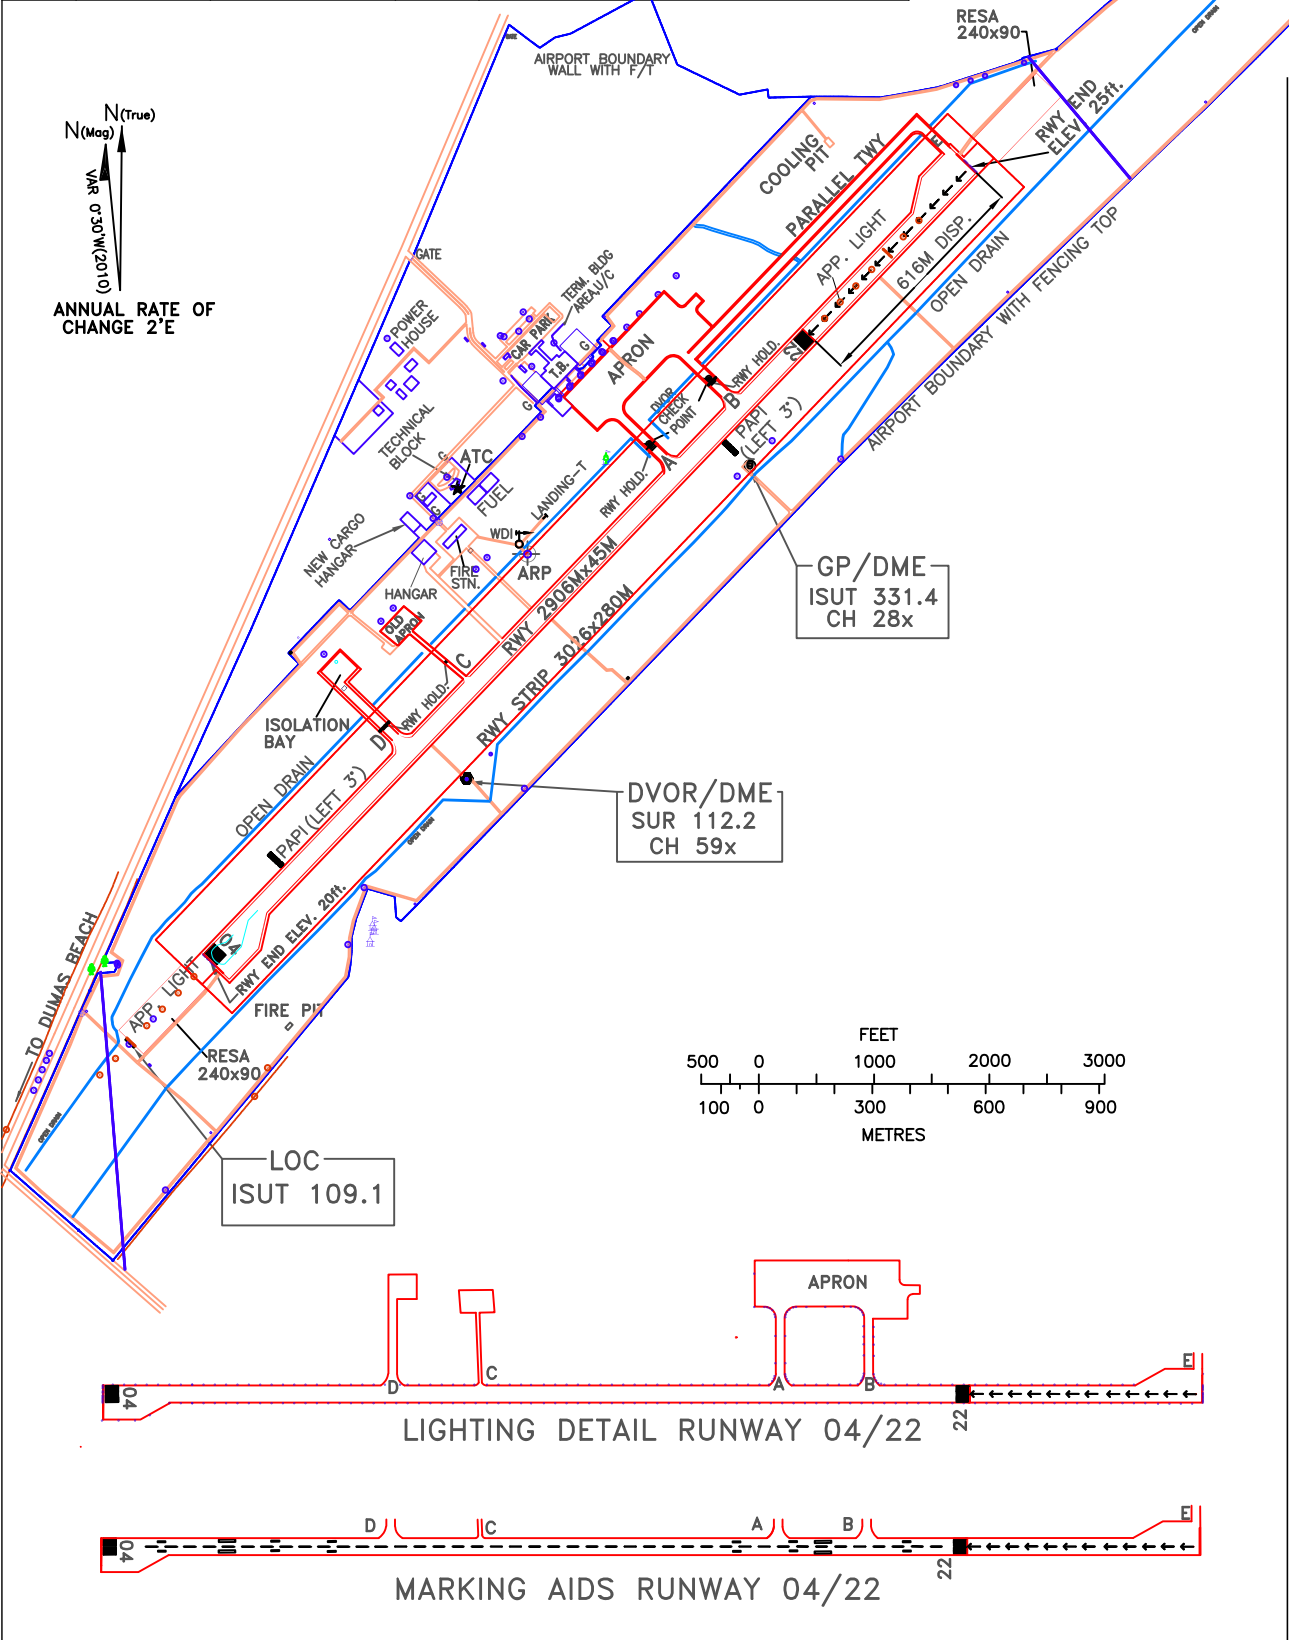 RESA
240x90
OPEN DRAIN
GATE
AIRPORT BOUNDARY
WALL WITH F/T
RWY END
ELEV. 25ft.
N(True)
N(Mag)
VAR 0°30'W(2010)
ANNUAL RATE OF
CHANGE 2'E
COOLING
PIT
PARALLEL TWY
E
APP. LIGHT
616M DISP.
OPEN DRAIN
AIRPORT BOUNDARY WITH FENCING TOP
GATE
TERM. BLDG
AREA,U/C
CAR PARK
POWER
HOUSE
T.B.
G
G
APRON
RWY HOLD.
22
B
DVOR
CHECK
POINT
PAPI
(LEFT 3°)
G
A
RWY HOLD.
TECHNICAL
BLOCK
G
ATC
G
G
FUEL
LANDING-T
WDI
NEW CARGO
HANGAR
HANGAR
FIRE
STN.
ARP
GP/DME
ISUT 331.4
CH 28x
OLD
APRON
RWY 2906Mx45M
RWY STRIP 3026x280M
C
RWY HOLD.
ISOLATION
BAY
D
OPEN DRAIN
PAPI(LEFT 3°)
DVOR/DME
SUR 112.2
CH 59x
OPEN DRAIN
RWY END ELEV. 20ft.
04
APP. LIGHT
TO DUMAS BEACH
FIRE PIT
RESA
240x90
OPEN DRAIN
LOC
ISUT 109.1
FEET
500 0 1000 2000 3000
100 0 300 600 900
METRES
APRON
D C A B E
04
22
LIGHTING DETAIL RUNWAY 04/22
D C A B E
04
22
MARKING AIDS RUNWAY 04/22